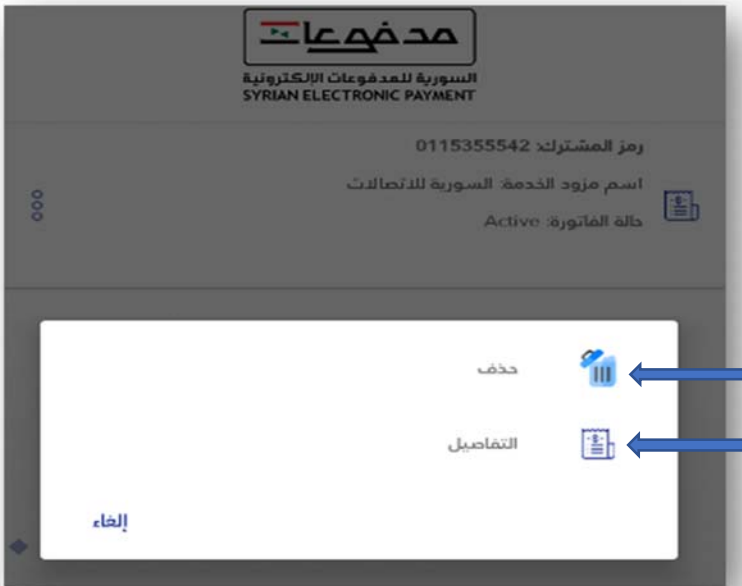 مدفوعات
السورية للمدفوعات الإلكترونية
SYRIAN ELECTRONIC PAYMENT
رمز المشترك: 0115355542
اسم مزود الخدمة: السورية للاتصالات
حالة الفاتورة: Active
حذف
التفاصيل
إلغاء